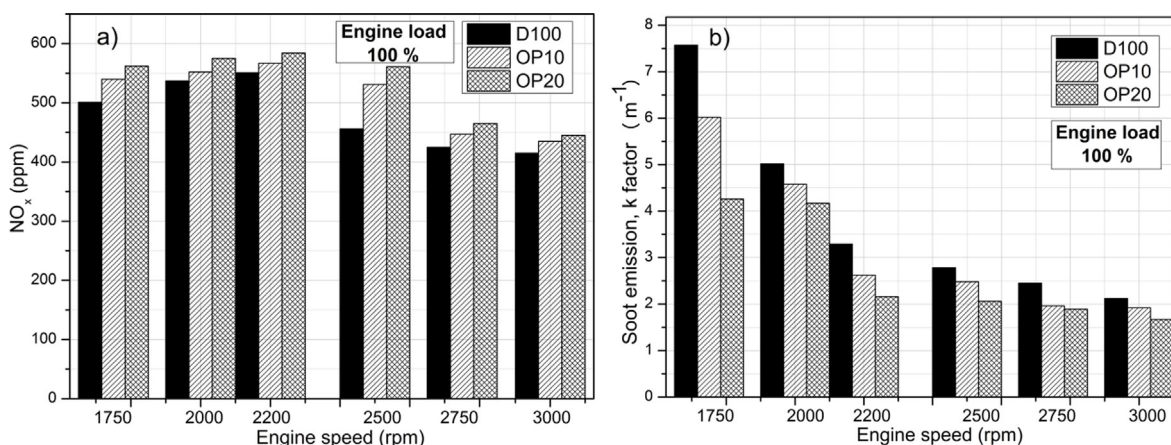 a)
Engine load
100 %
D100
OP10
OP20
600
500
400
300
200
100
0
NOx (ppm)
1750
2000
2200
2500
2750
3000
Engine speed (rpm)
b)
D100
OP10
OP20
Engine load
100 %
8
7
6
5
4
3
2
1
0
Soot emission, k factor (m⁻¹)
1750
2000
2200
2500
2750
3000
Engine speed (rpm)